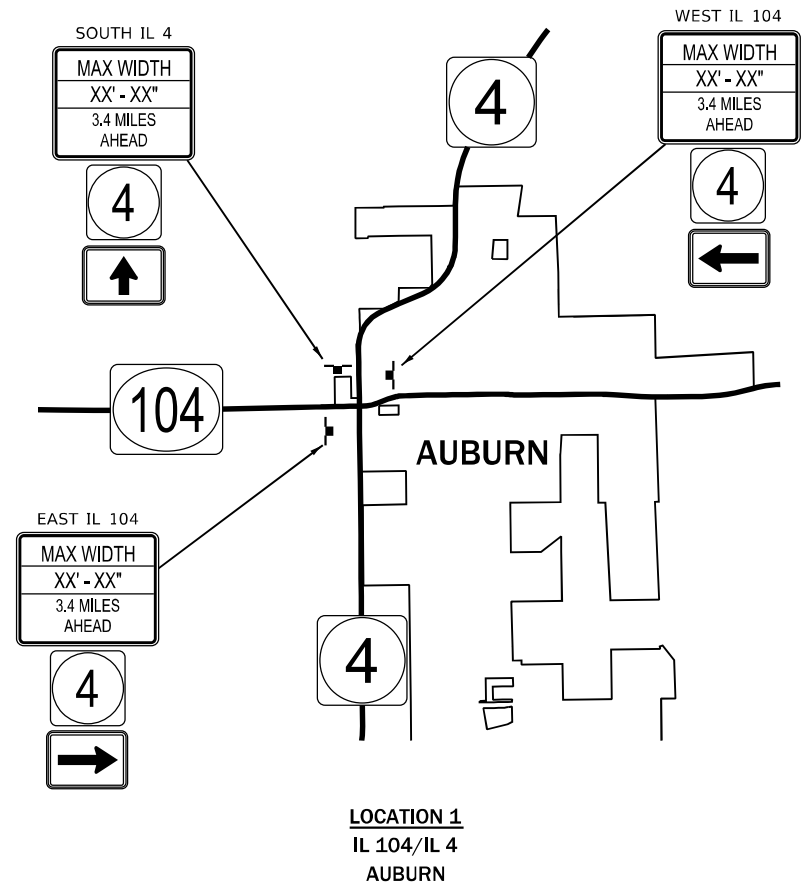 SOUTH IL 4
MAX WIDTH
XX' - XX"
3.4 MILES
AHEAD
4
4
WEST IL 104
MAX WIDTH
XX' - XX"
3.4 MILES
AHEAD
4
104
AUBURN
EAST IL 104
MAX WIDTH
XX' - XX"
3.4 MILES
AHEAD
4
4
LOCATION 1
IL 104/IL 4
AUBURN